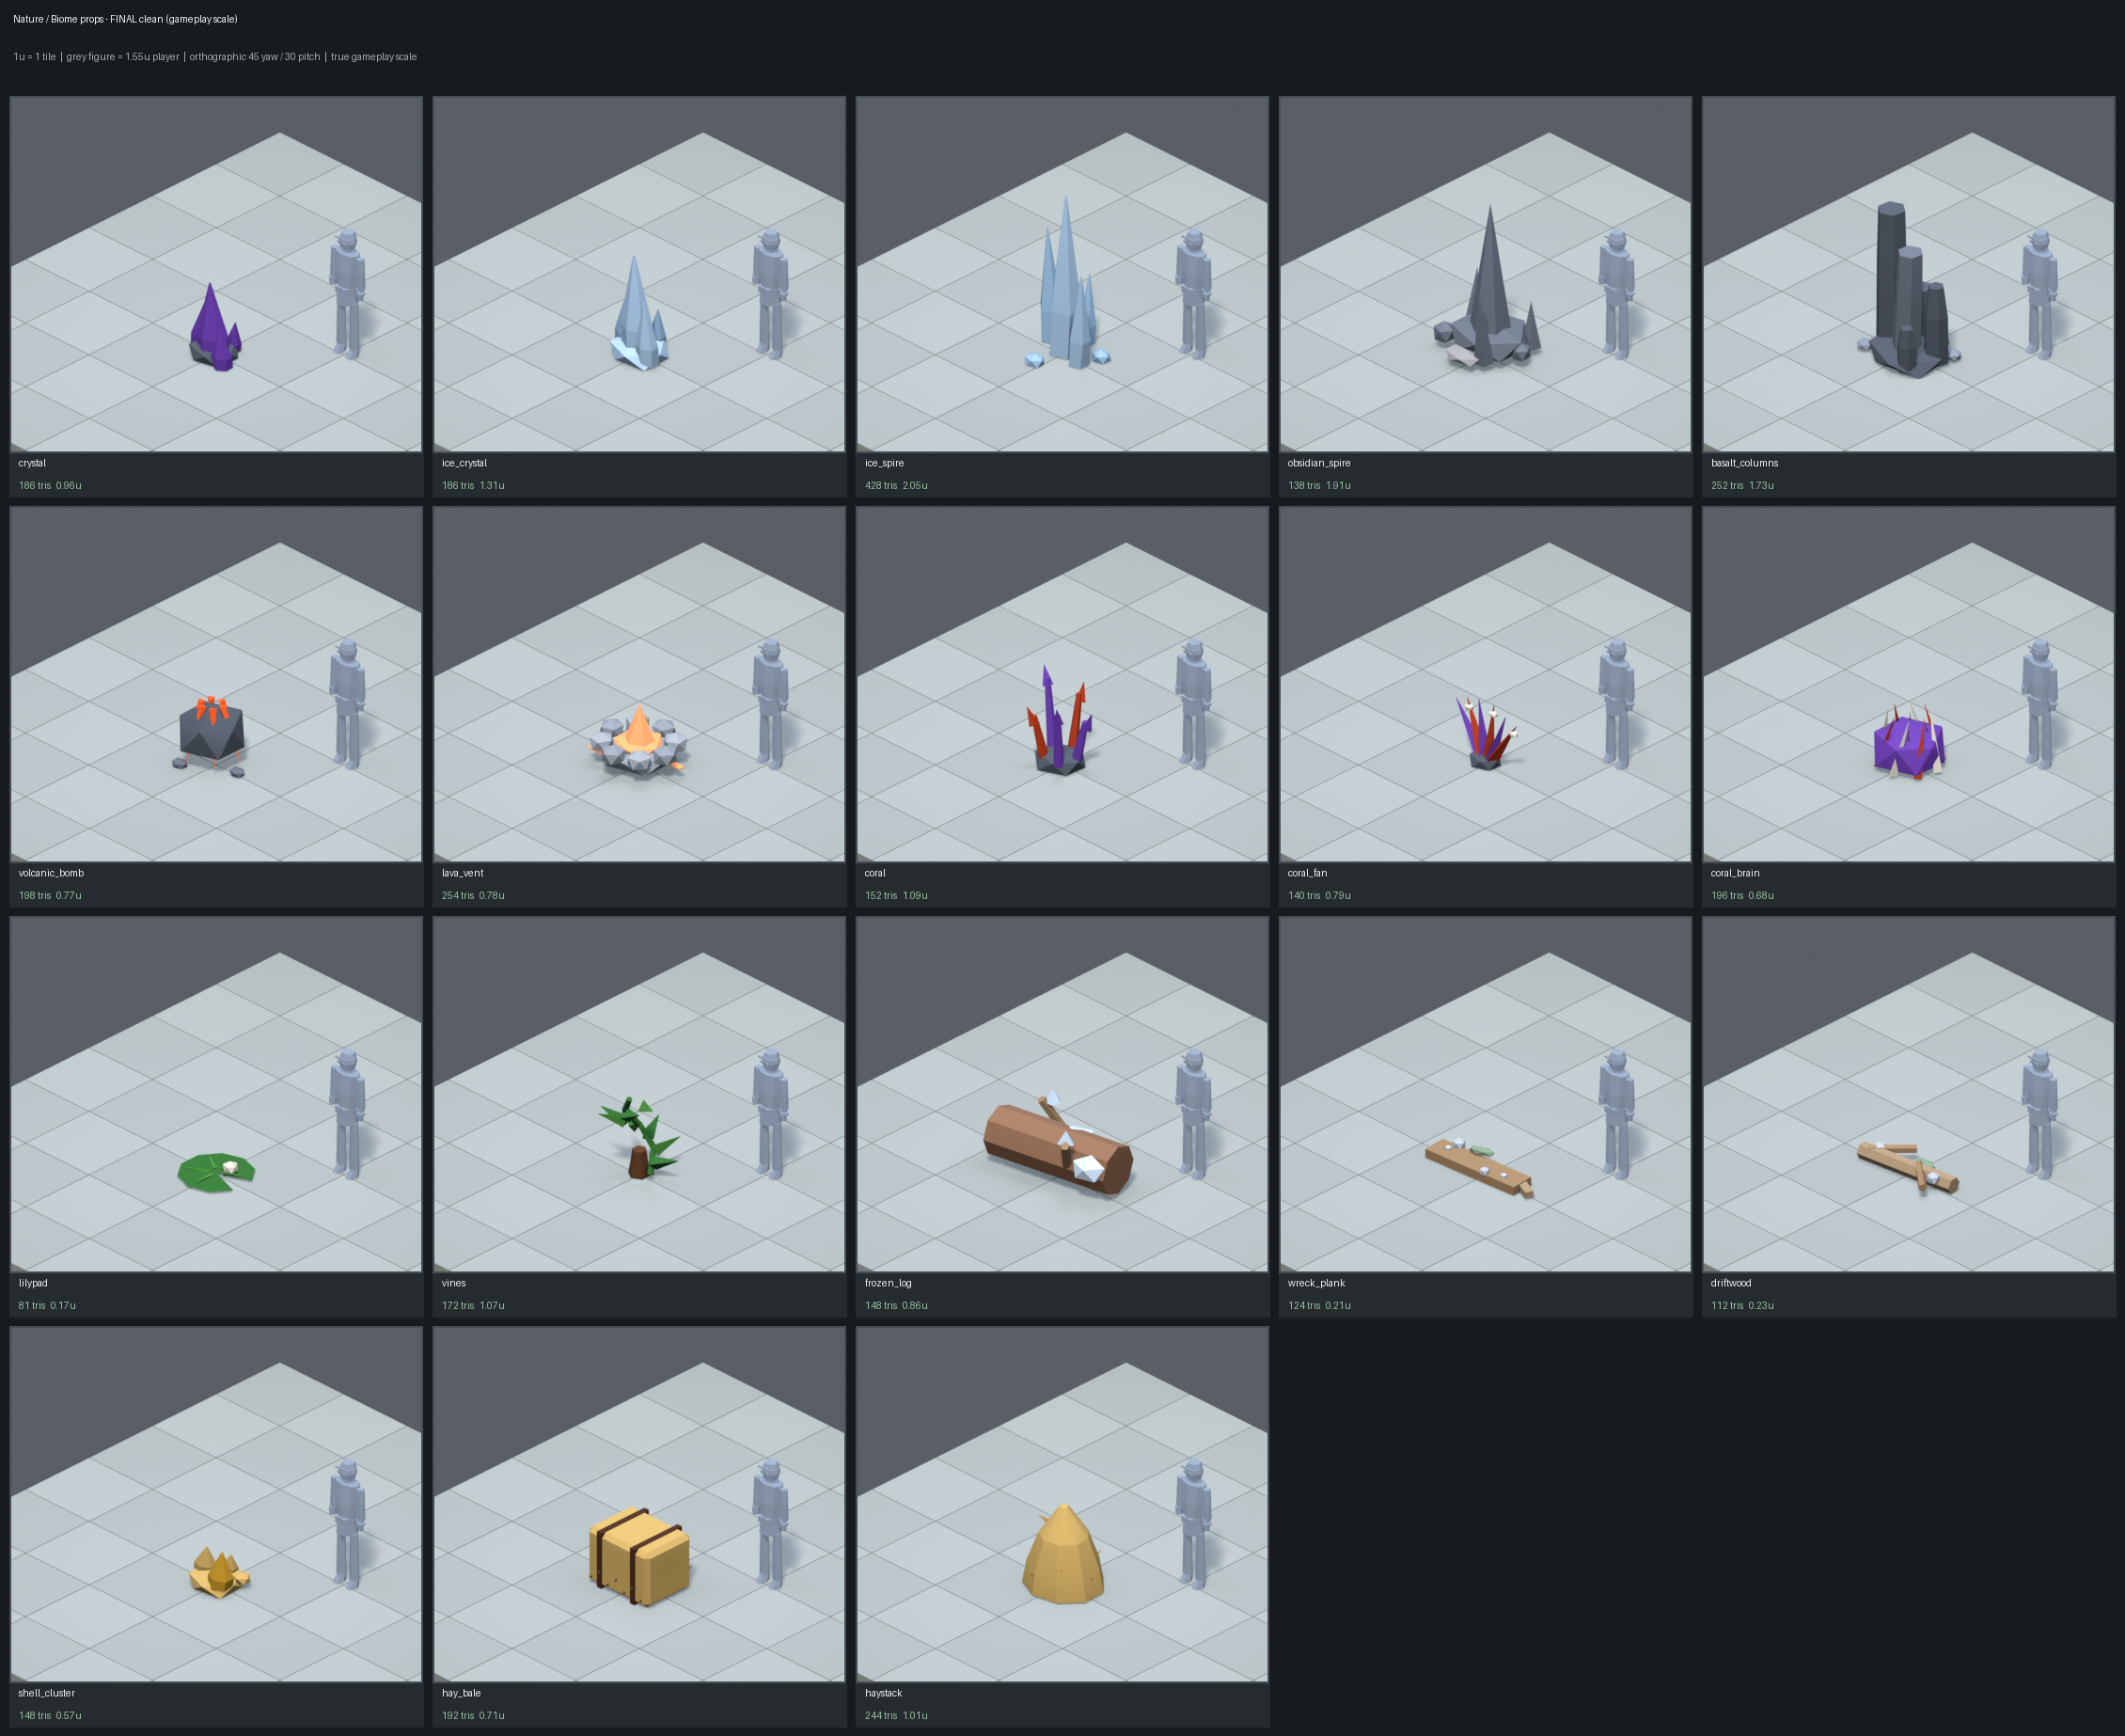 Nature / Biome props - FINAL clean (gameplay scale)
1u = 1 tile | grey figure = 1.55u player | orthographic 45 yaw / 30 pitch | true gameplay scale
crystal
186 tris 0.96u
ice_crystal
186 tris 1.31u
ice_spire
428 tris 2.05u
obsidian_spire
138 tris 1.91u
basalt_columns
252 tris 1.73u
volcanic_bomb
198 tris 0.77u
lava_vent
254 tris 0.78u
coral
152 tris 1.09u
coral_fan
140 tris 0.79u
coral_brain
196 tris 0.68u
lilypad
81 tris 0.17u
vines
172 tris 1.07u
frozen_log
148 tris 0.86u
wreck_plank
124 tris 0.21u
driftwood
112 tris 0.23u
shell_cluster
148 tris 0.57u
hay_bale
192 tris 0.71u
haystack
244 tris 1.01u